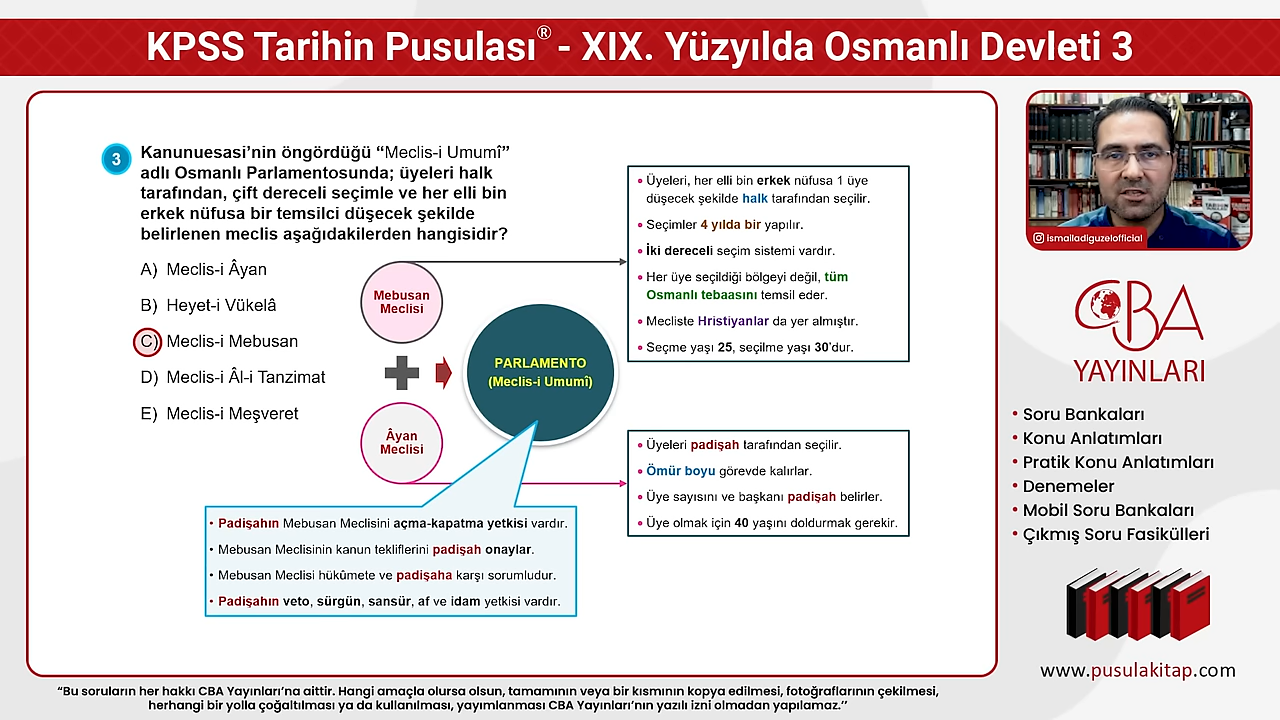 KPSS Tarihin Pusulası® - XIX. Yüzyılda Osmanlı Devleti 3
3
Kanunuesasi’nin öngördüğü “Meclis-i Umumî”
adlı Osmanlı Parlamentosunda; üyeleri halk
tarafından, çift dereceli seçimle ve her elli bin
erkek nüfusa bir temsilci düşecek şekilde
belirlenen meclis aşağıdakilerden hangisidir?
A) Meclis-i Âyan
B) Heyet-i Vükelâ
C) Meclis-i Mebusan
D) Meclis-i Âl-i Tanzimat
E) Meclis-i Meşveret
Mebusan
Meclisi
Âyan
Meclisi
PARLAMENTO
(Meclis-i Umumî)
• Üyeleri, her elli bin erkek nüfusa 1 üye
düşecek şekilde halk tarafından seçilir.
• Seçimler 4 yılda bir yapılır.
• İki dereceli seçim sistemi vardır.
• Her üye seçildiği bölgeyi değil, tüm
Osmanlı tebaasını temsil eder.
• Mecliste Hristiyanlar da yer almıştır.
• Seçme yaşı 25, seçilme yaşı 30’dur.
• Üyeleri padişah tarafından seçilir.
• Ömür boyu görevde kalırlar.
• Üye sayısını ve başkanı padişah belirler.
• Üye olmak için 40 yaşını doldurmak gerekir.
• Padişahın Mebusan Meclisini açma-kapatma yetkisi vardır.
• Mebusan Meclisinin kanun tekliflerini padişah onaylar.
• Mebusan Meclisi hükûmete ve padişaha karşı sorumludur.
• Padişahın veto, sürgün, sansür, af ve idam yetkisi vardır.
ismailadiguzelofficial
CBA
YAYINLARI
• Soru Bankaları
• Konu Anlatımları
• Pratik Konu Anlatımları
• Denemeler
• Mobil Soru Bankaları
• Çıkmış Soru Fasikülleri
www.pusulakitap.com
“Bu soruların her hakkı CBA Yayınları’na aittir. Hangi amaçla olursa olsun, tamamının veya bir kısmının kopya edilmesi, fotoğraflarının çekilmesi,
herhangi bir yolla çoğaltılması ya da kullanılması, yayımlanması CBA Yayınları’nın yazılı izni olmadan yapılamaz.’’